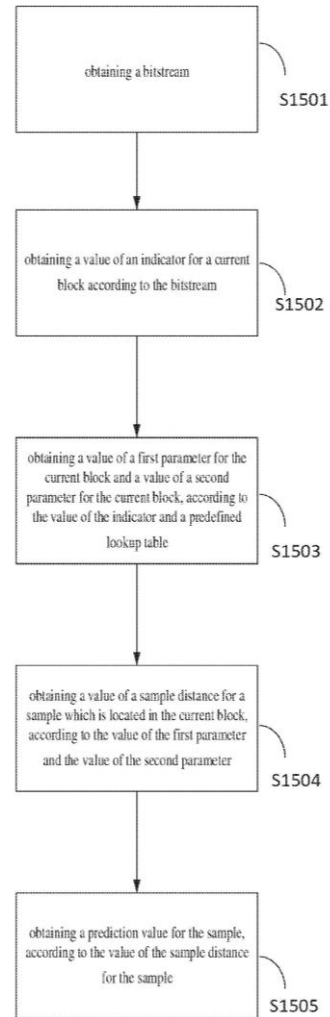 obtaining a bitstream
S1501
obtaining a value of an indicator for a current
block according to the bitstream
S1502
obtaining a value of a first parameter for the
current block and a value of a second
parameter for the current block, according to
the value of the indicator and a predefined
lookup table
S1503
obtaining a value of a sample distance for a
sample which is located in the current block,
according to the value of the first parameter
and the value of the second parameter
S1504
obtaining a prediction value for the sample,
according to the value of the sample distance
for the sample
S1505